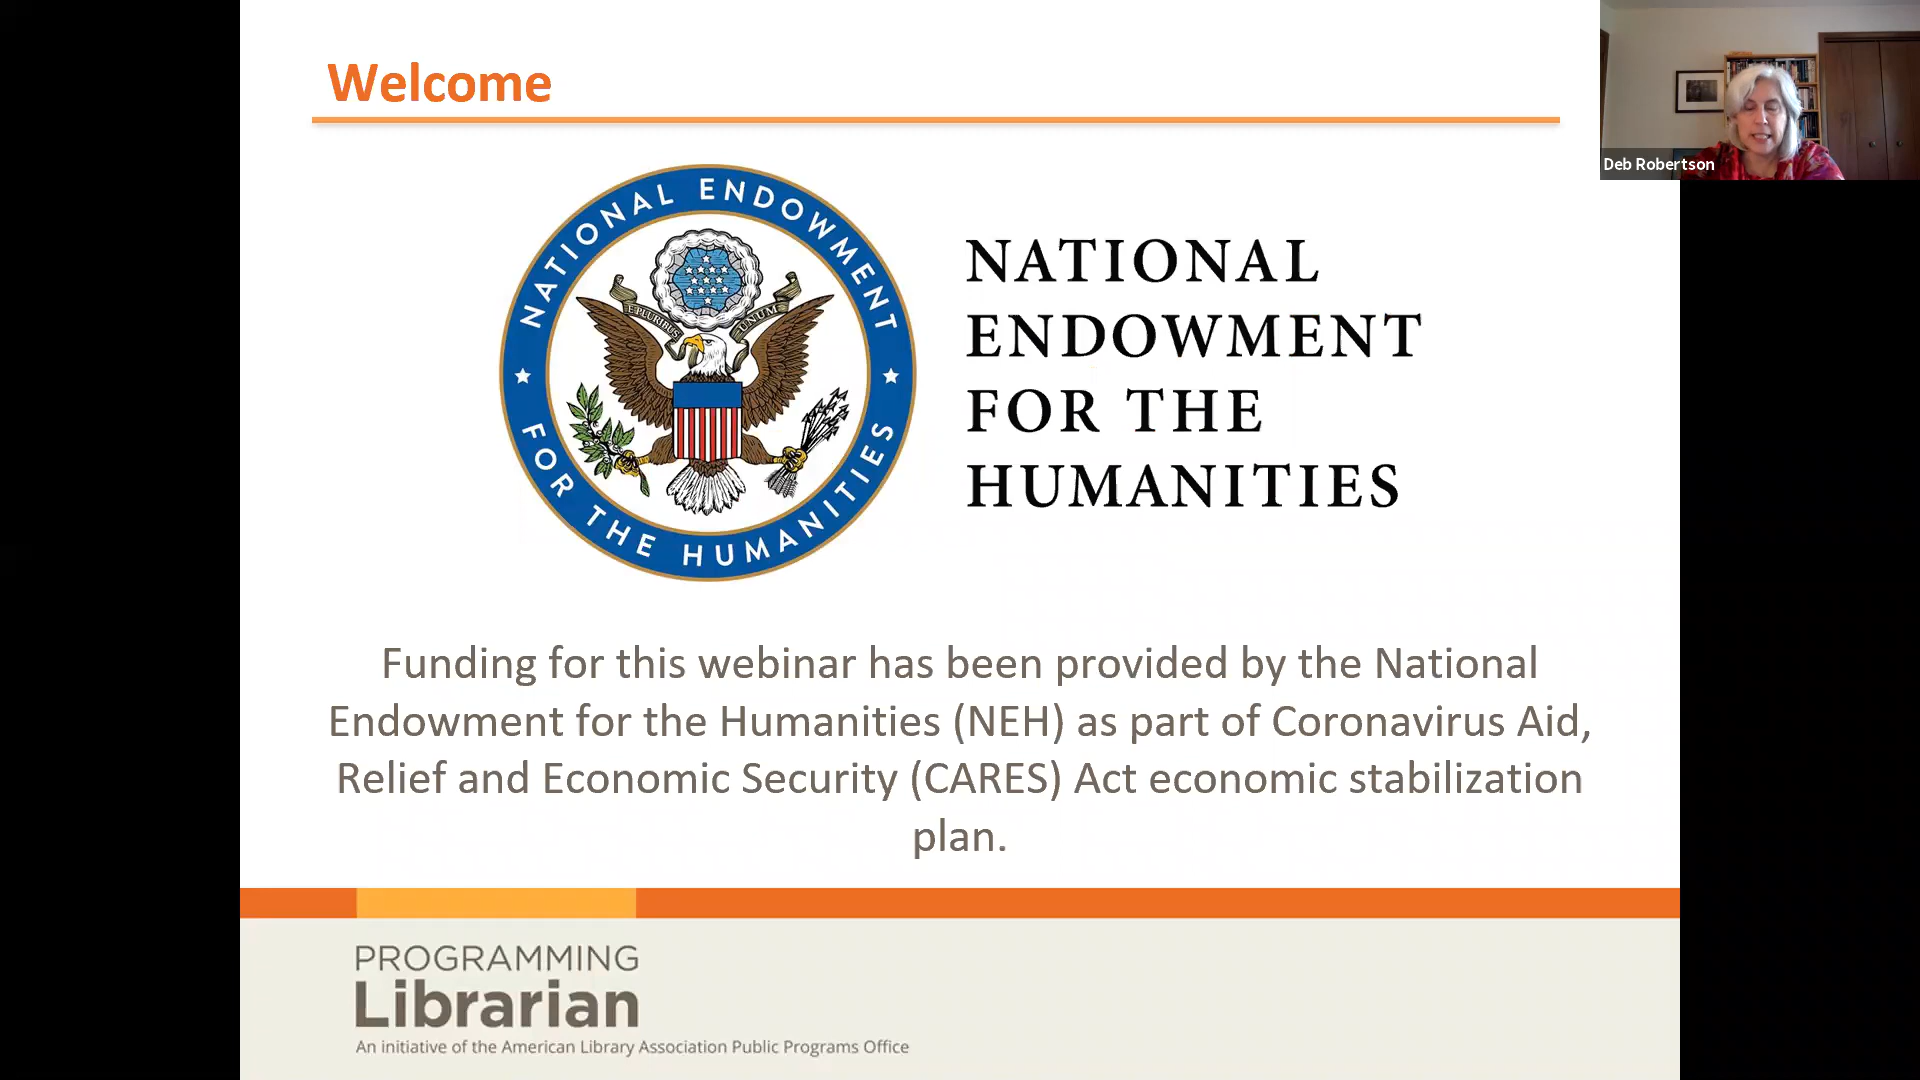 Welcome
Deb Robertson
NATIONAL ENDOWMENT
FOR THE HUMANITIES
E PLURIBUS UNUM
NATIONAL
ENDOWMENT
FOR THE
HUMANITIES
Funding for this webinar has been provided by the National
Endowment for the Humanities (NEH) as part of Coronavirus Aid,
Relief and Economic Security (CARES) Act economic stabilization
plan.
PROGRAMMING
Librarian
An initiative of the American Library Association Public Programs Office